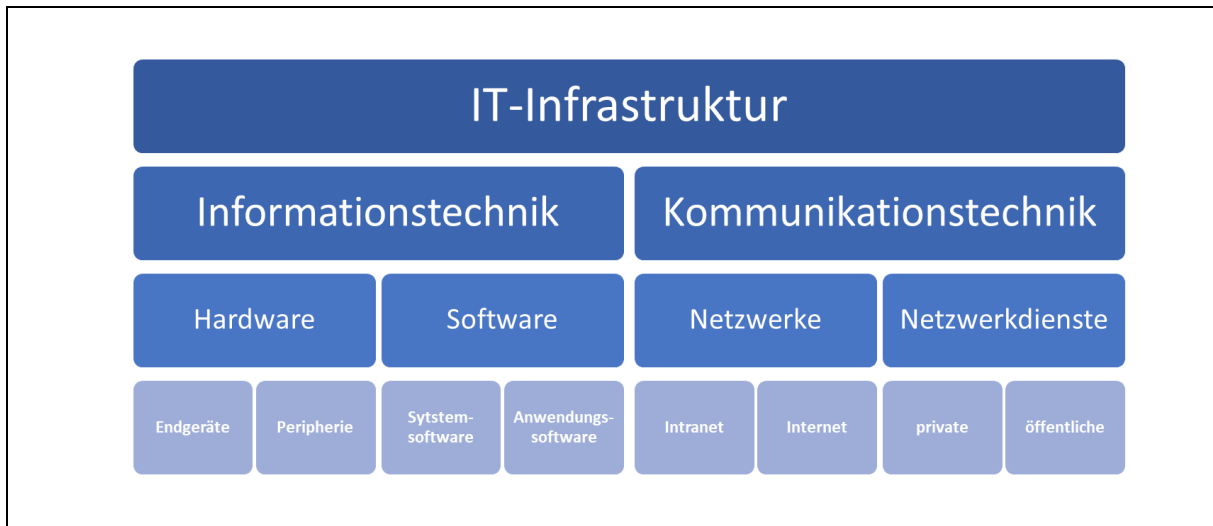 IT-Infrastruktur
Informationstechnik
Kommunikationstechnik
Hardware
Software
Netzwerke
Netzwerkdienste
Endgeräte
Peripherie
Sytstem-
software
Anwendungs-
software
Intranet
Internet
private
öffentliche